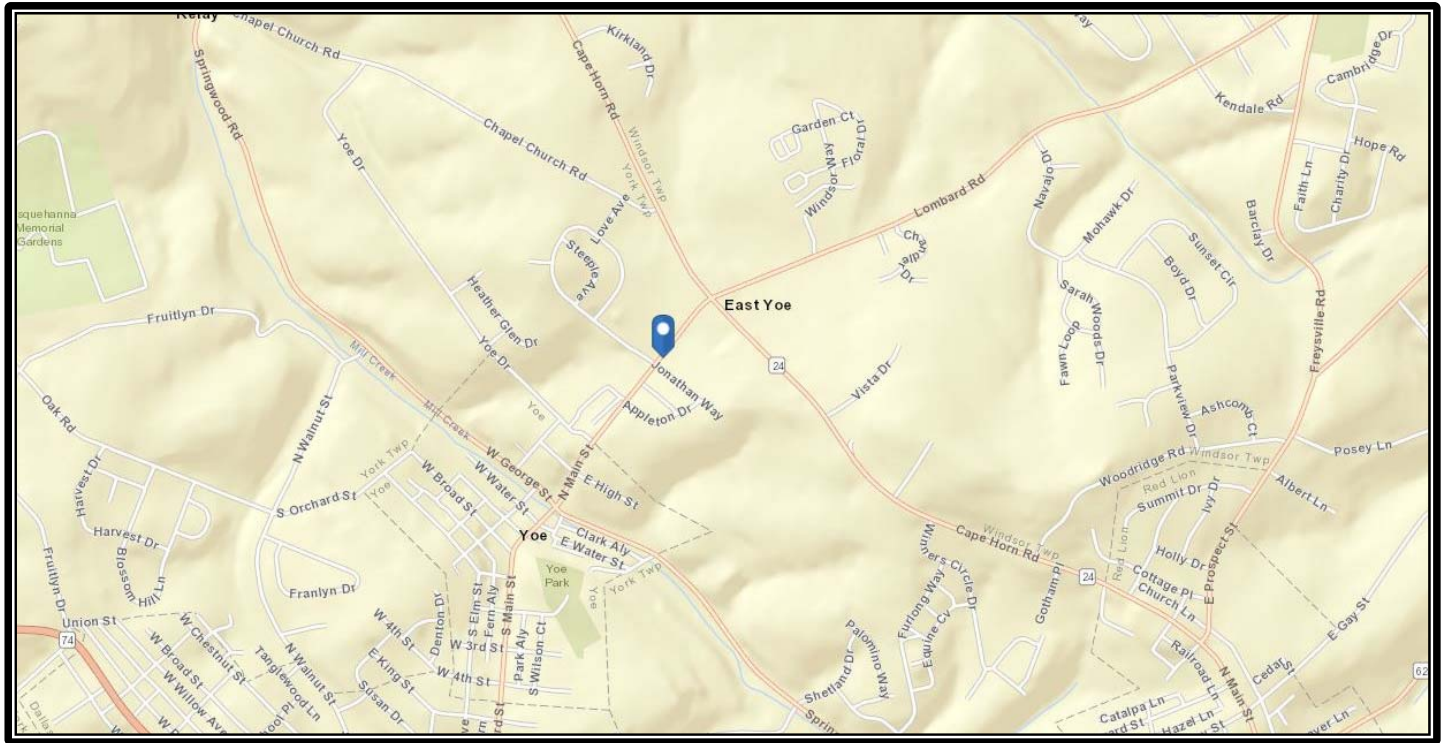 Relay
Chapel Church Rd
Springwood Rd
Cape Horn Rd
Kirkland Dr
Kendale Rd
Cambridge Dr
Yoe Dr
Chapel Church Rd
Windsor Twp
York Twp
Garden Ct
Floral Dr
Windsor Way
Lombard Rd
Navajo Dr
Mohawk Dr
Hope Rd
Faith Ln
Charity Dr
Barclay Dr
squehanna
Memorial
Gardens
Love Ave
Steeple Ave
Chandler Dr
Sunset Cir
Boyd Dr
Heather Glen Dr
East Yoe
Sarah Woods Dr
Fawn Loop
Freysville Rd
Fruitlyn Dr
Mill Creek
Yoe Dr
24
Vista Dr
Jonathan Way
Appleton Dr
Parkview Dr
Ashcomb Ct
Oak Rd
N Walnut St
Yoe
Mill Creek
York Twp
Yoe
W George St
N Main St
Woodridge Rd
Windsor Twp
Posey Ln
Harvest Dr
S Orchard St
W Broad St
W Water St
E High St
Red Lion
Summit Dr
Ivy Dr
Albert Ln
Harvest Dr
Yoe
Clark Aly
E Water St
Winners Circle Dr
Windsor Twp
Cape Horn Rd
Red Lion
Holly Dr
E Prospect St
Fruitlyn Dr
Blossom Hill Ln
Franlyn Dr
Yoe
Park
Yoe
York Twp
Furlong Way
Equine Cv
Gotham Pl
24
Cottage Pl
Church Ln
Union St
74
Denton Dr
S Elm St
Fern Aly
S Main St
W 3rd St
Park Aly
S Wilson Ct
W 4th St
W 4th St
E King St
Susan Dr
Palomino Way
Shetland Dr
E Gay St
W Chestnut St
W Broad St
W Willow Ave
Tanglewood Ln
N Walnut St
Railroad Ln
N Main St
Cedar St
62
Catalpa Ln
Hazel Ln
Dallas
hool Pl
Sprin
ard St
rd St